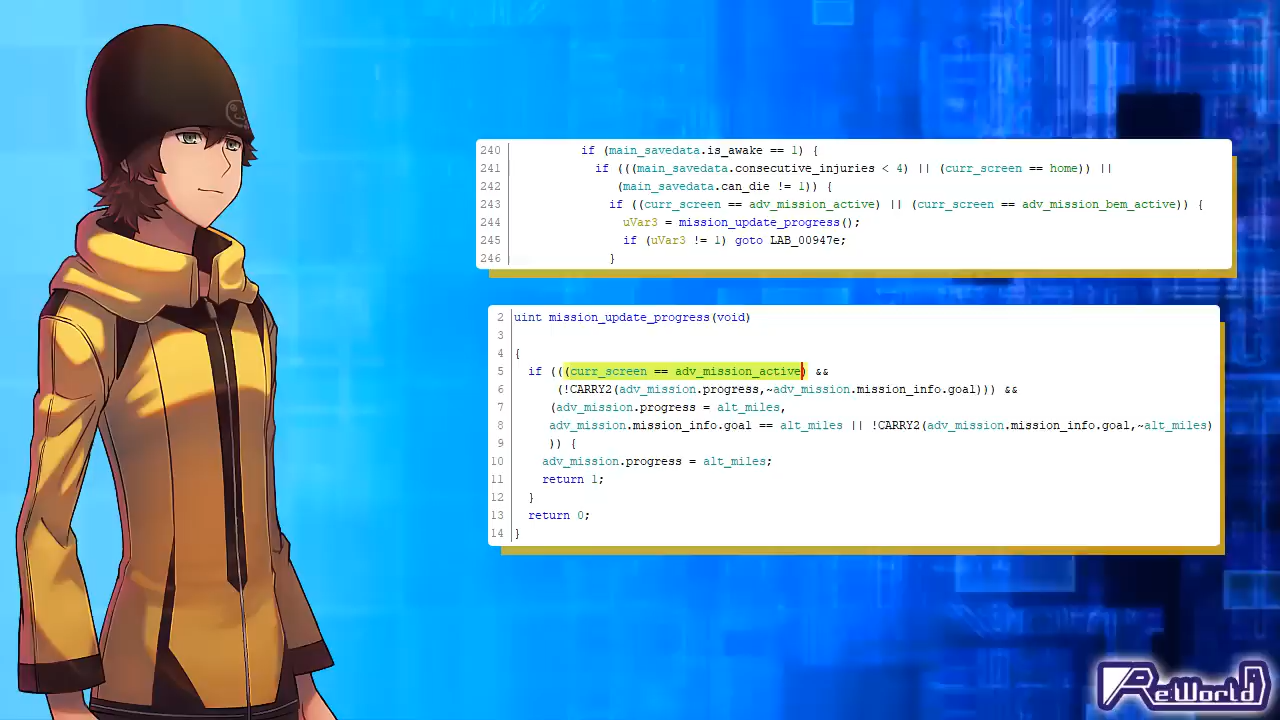 240 if (main_savedata.is_awake == 1) {
241 if (((main_savedata.consecutive_injuries < 4) || (curr_screen == home)) ||
242 (main_savedata.can_die != 1)) {
243 if ((curr_screen == adv_mission_active) || (curr_screen == adv_mission_bem_active)) {
244 uVar3 = mission_update_progress();
245 if (uVar3 != 1) goto LAB_00947e;
246 }
2 uint mission_update_progress(void)
3
4 {
5 if (((curr_screen == adv_mission_active) &&
6 (!CARRY2(adv_mission.progress,~adv_mission.mission_info.goal))) &&
7 (adv_mission.progress = alt_miles,
8 adv_mission.mission_info.goal == alt_miles || !CARRY2(adv_mission.mission_info.goal,~alt_miles)
9 )) {
10 adv_mission.progress = alt_miles;
11 return 1;
12 }
13 return 0;
14 }
ReWorld